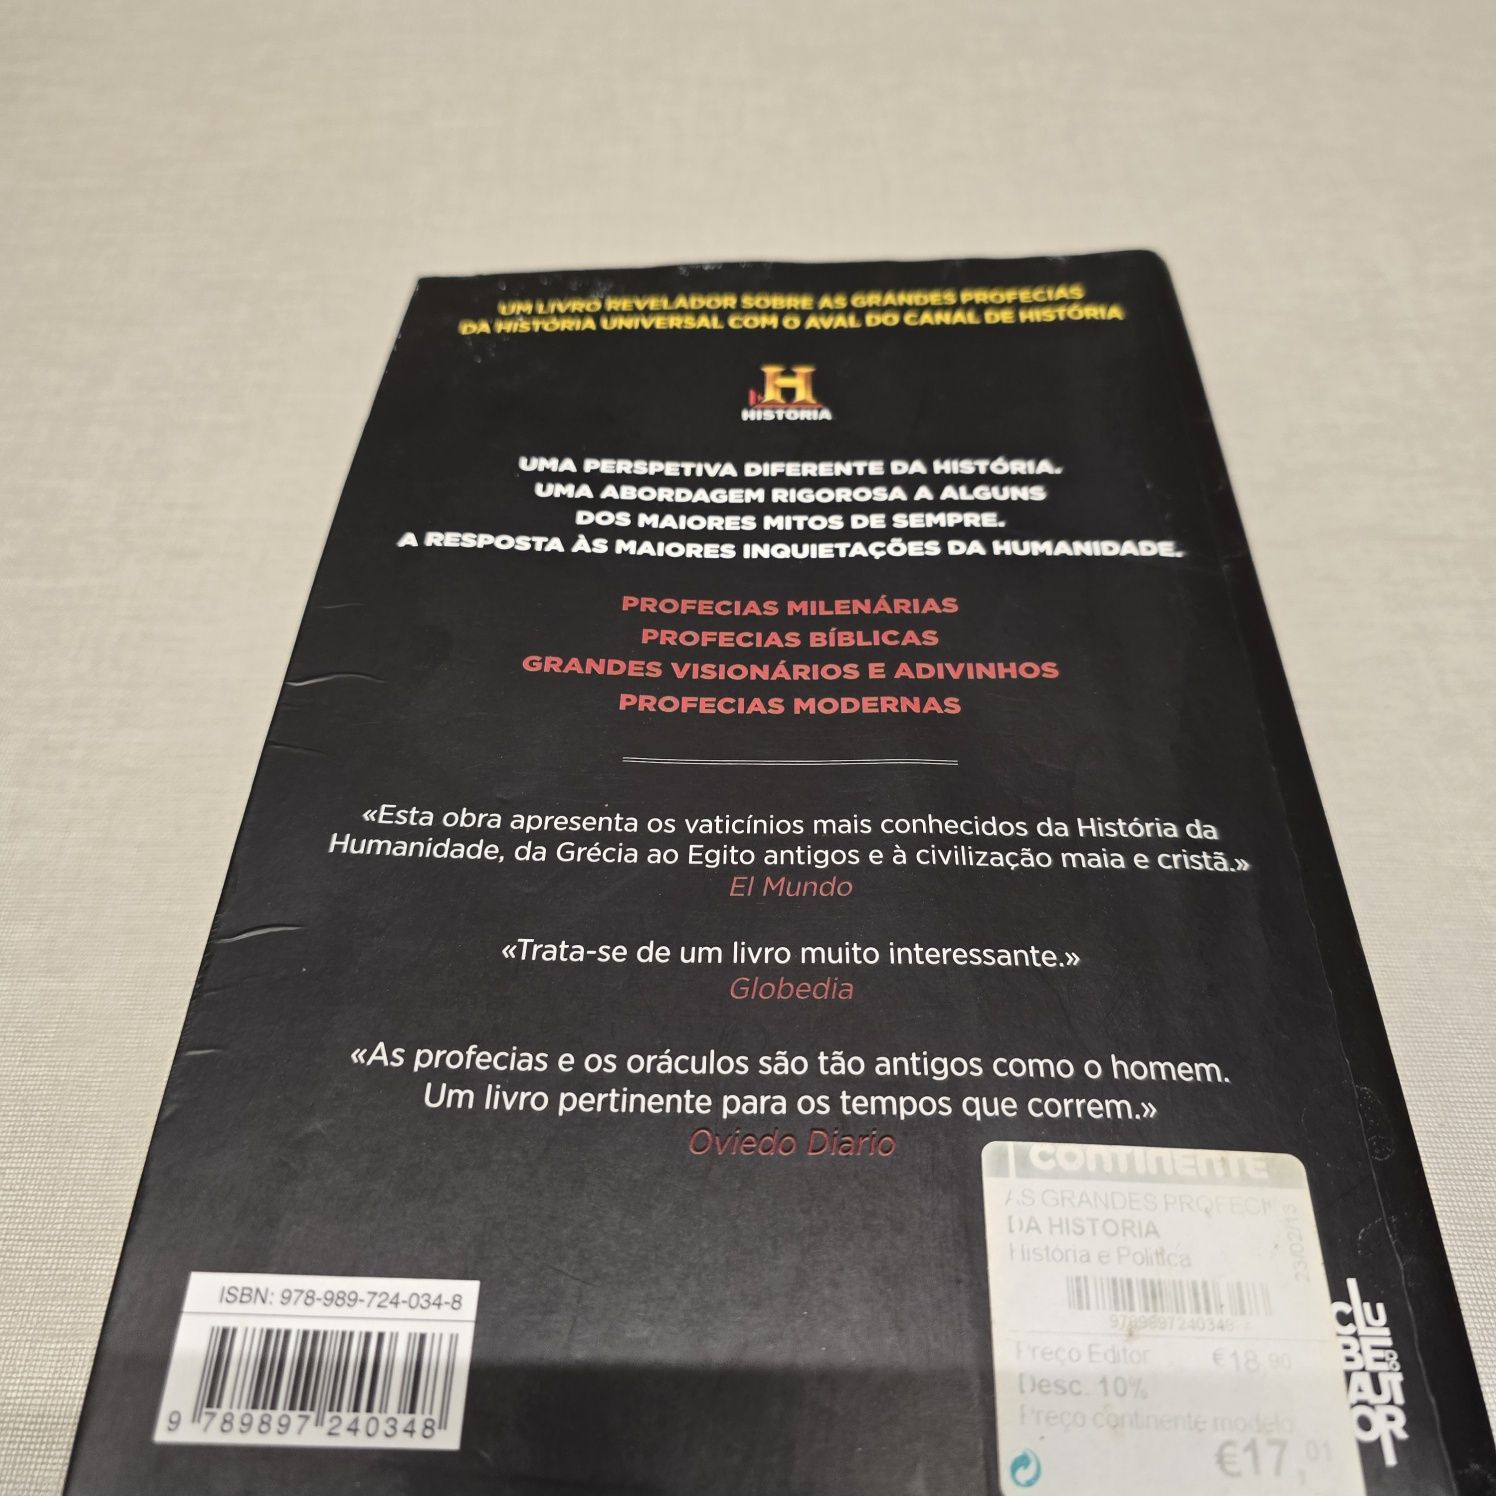 UM LIVRO REVELADOR SOBRE AS GRANDES PROFECIAS
DA HISTÓRIA UNIVERSAL COM O AVAL DO CANAL DE HISTÓRIA
H
HISTORIA
UMA PERSPETIVA DIFERENTE DA HISTÓRIA.
UMA ABORDAGEM RIGOROSA A ALGUNS
DOS MAIORES MITOS DE SEMPRE.
A RESPOSTA ÀS MAIORES INQUIETAÇÕES DA HUMANIDADE.
PROFECIAS MILENÁRIAS
PROFECIAS BÍBLICAS
GRANDES VISIONÁRIOS E ADIVINHOS
PROFECIAS MODERNAS
«Esta obra apresenta os vaticínios mais conhecidos da História da
Humanidade, da Grécia ao Egito antigos e à civilização maia e cristã.»
El Mundo
«Trata-se de um livro muito interessante.»
Globedia
«As profecias e os oráculos são tão antigos como o homem.
Um livro pertinente para os tempos que correm.»
Oviedo Diario
CONTINENTE
AS GRANDES PROFECI
DA HISTORIA
História e Politica
23/02/13
9789897240348
Preço Editor €18,90
Desc. 10%
Preço continente modelo
€17,01
ISBN: 978-989-724-034-8
9 789897 240348
CLUBE DO AUTOR